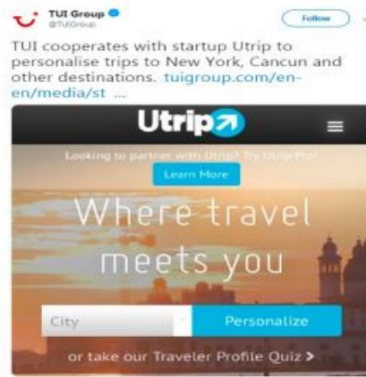 TUI Group
@TUIGroup
Follow
TUI cooperates with startup Utrip to
personalise trips to New York, Cancun and
other destinations. tuigroup.com/en-
en/media/st ...
Utrip
Looking to partner with Utrip? Try Utrip Pro!
Learn More
Where travel
meets you
City
Personalize
or take our Traveler Profile Quiz >